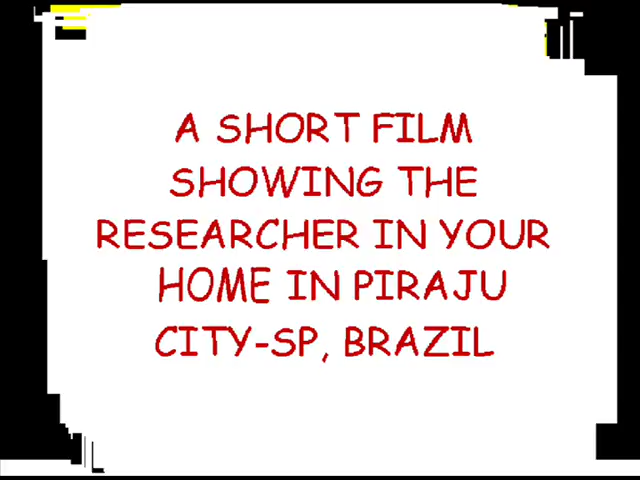 A SHORT FILM
SHOWING THE
RESEARCHER IN YOUR
HOME IN PIRAJU
CITY-SP, BRAZIL